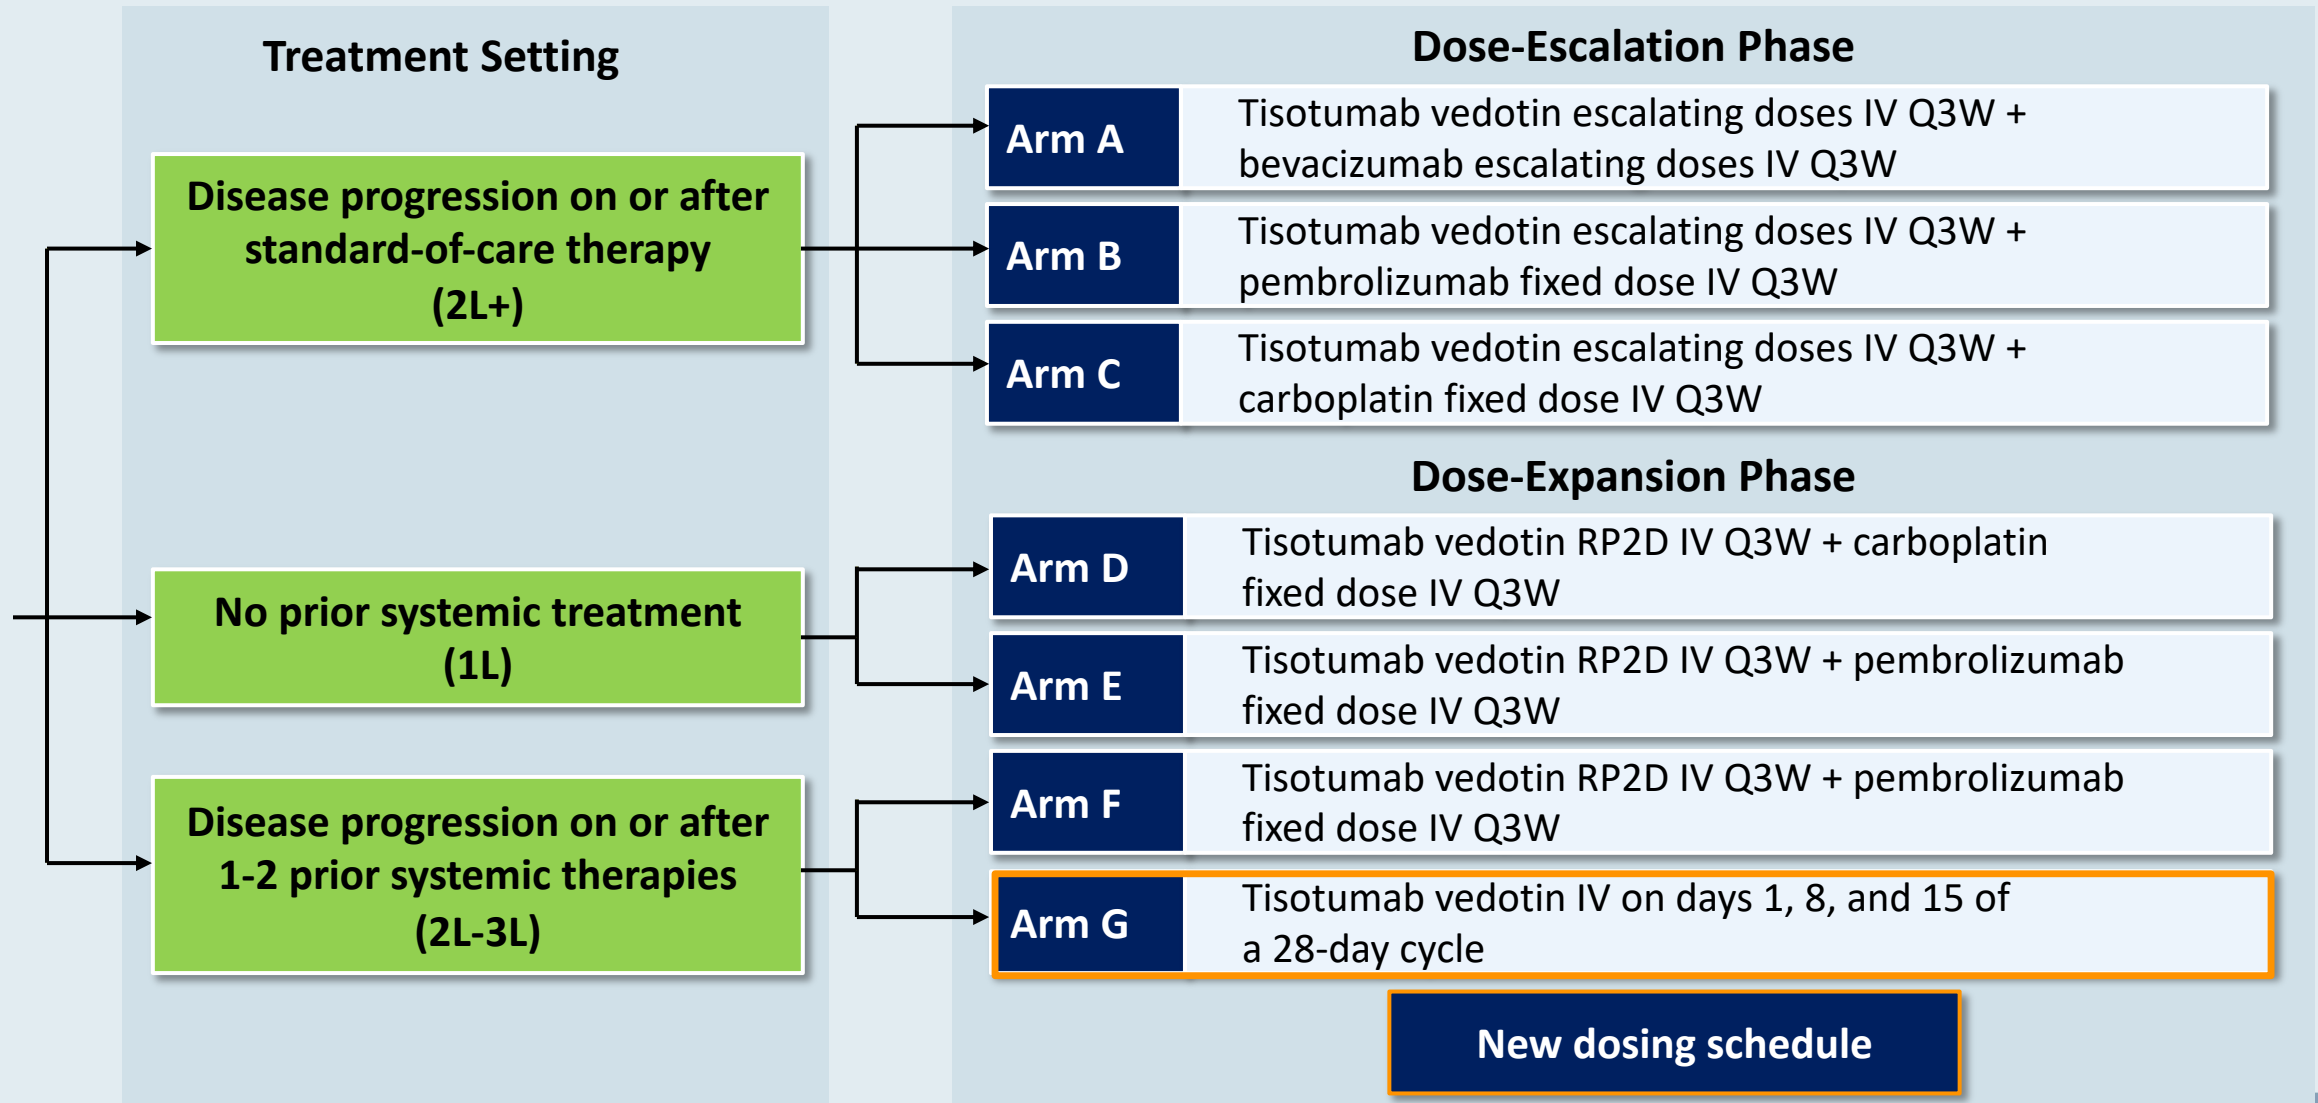 Treatment Setting
Disease progression on or after
standard-of-care therapy
(2L+)
No prior systemic treatment
(1L)
Disease progression on or after
1-2 prior systemic therapies
(2L-3L)
Dose-Escalation Phase
Arm A
Tisotumab vedotin escalating doses IV Q3W +
bevacizumab escalating doses IV Q3W
Arm B
Tisotumab vedotin escalating doses IV Q3W +
pembrolizumab fixed dose IV Q3W
Arm C
Tisotumab vedotin escalating doses IV Q3W +
carboplatin fixed dose IV Q3W
Dose-Expansion Phase
Arm D
Tisotumab vedotin RP2D IV Q3W + carboplatin
fixed dose IV Q3W
Arm E
Tisotumab vedotin RP2D IV Q3W + pembrolizumab
fixed dose IV Q3W
Arm F
Tisotumab vedotin RP2D IV Q3W + pembrolizumab
fixed dose IV Q3W
Arm G
Tisotumab vedotin IV on days 1, 8, and 15 of
a 28-day cycle
New dosing schedule